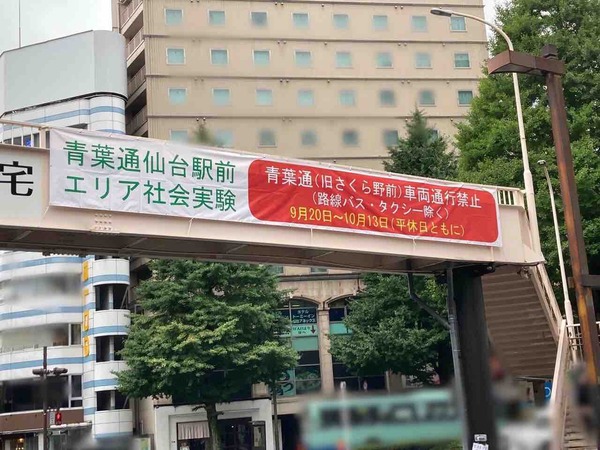 青葉通仙台駅前
エリア社会実験
青葉通(旧さくら野前)車両通行禁止
(路線バス・タクシー除く)
9月20日~10月13日(平休日ともに)
宅